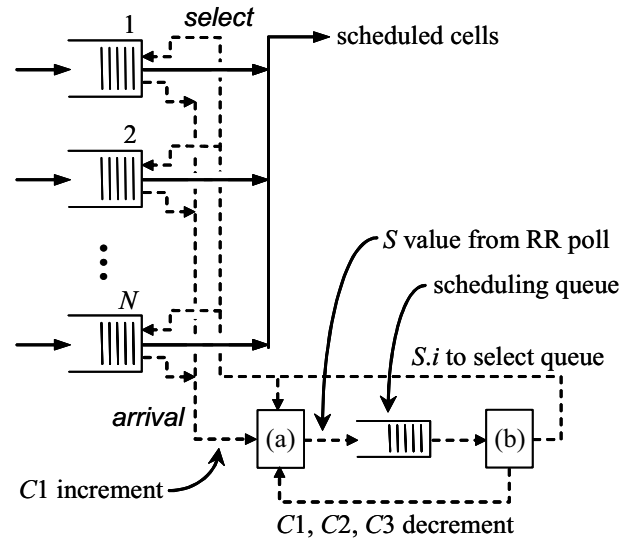 select
1
scheduled cells
2
S value from RR poll
scheduling queue
N
S.i to select queue
arrival
(a)
(b)
C1 increment
C1, C2, C3 decrement